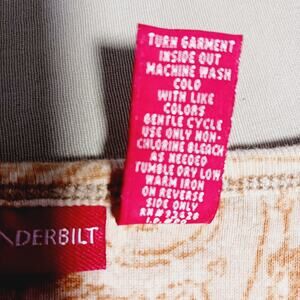 TURN GARMENT
INSIDE OUT
MACHINE WASH
COLD
WITH LIKE
COLORS
GENTLE CYCLE
USE ONLY NON-
CHLORINE BLEACH
AS NEEDED
TUMBLE DRY LOW
WARM IRON
ON REVERSE
SIDE ONLY
DERBILT